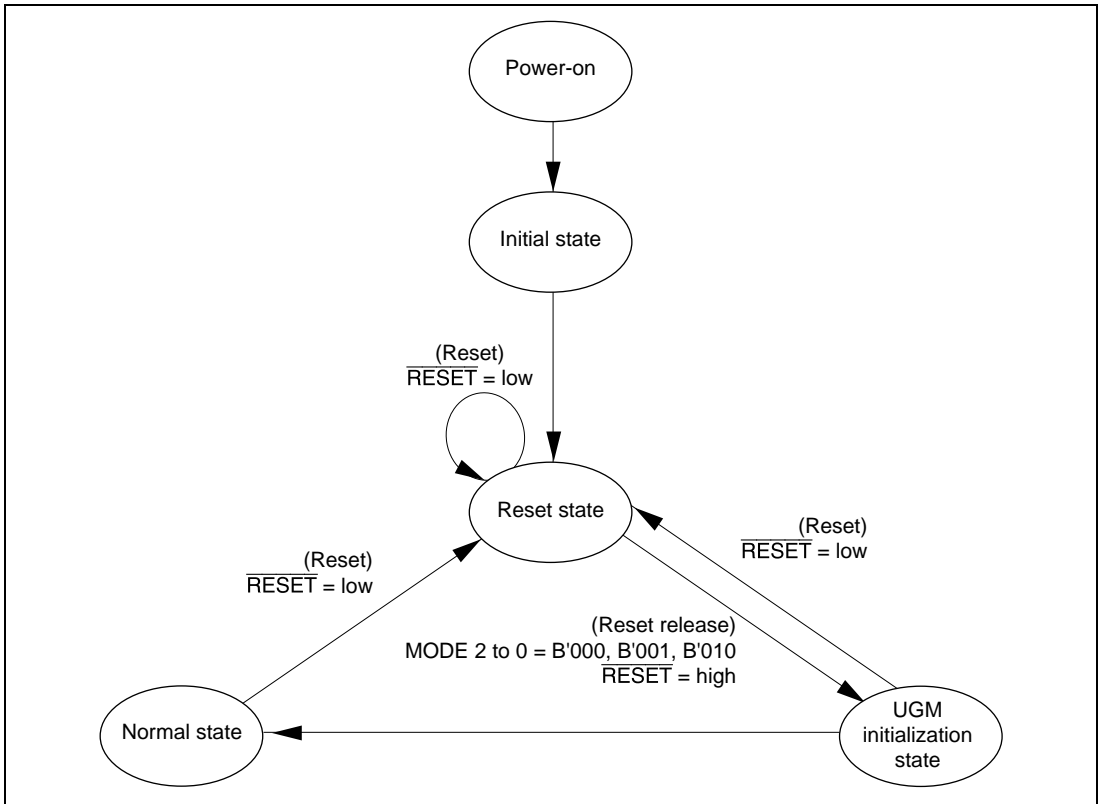 Power-on
Initial state
(Reset)
RESET = low
Reset state
(Reset)
RESET = low
(Reset)
RESET = low
(Reset release)
MODE 2 to 0 = B'000, B'001, B'010
RESET = high
Normal state
UGM
initialization
state